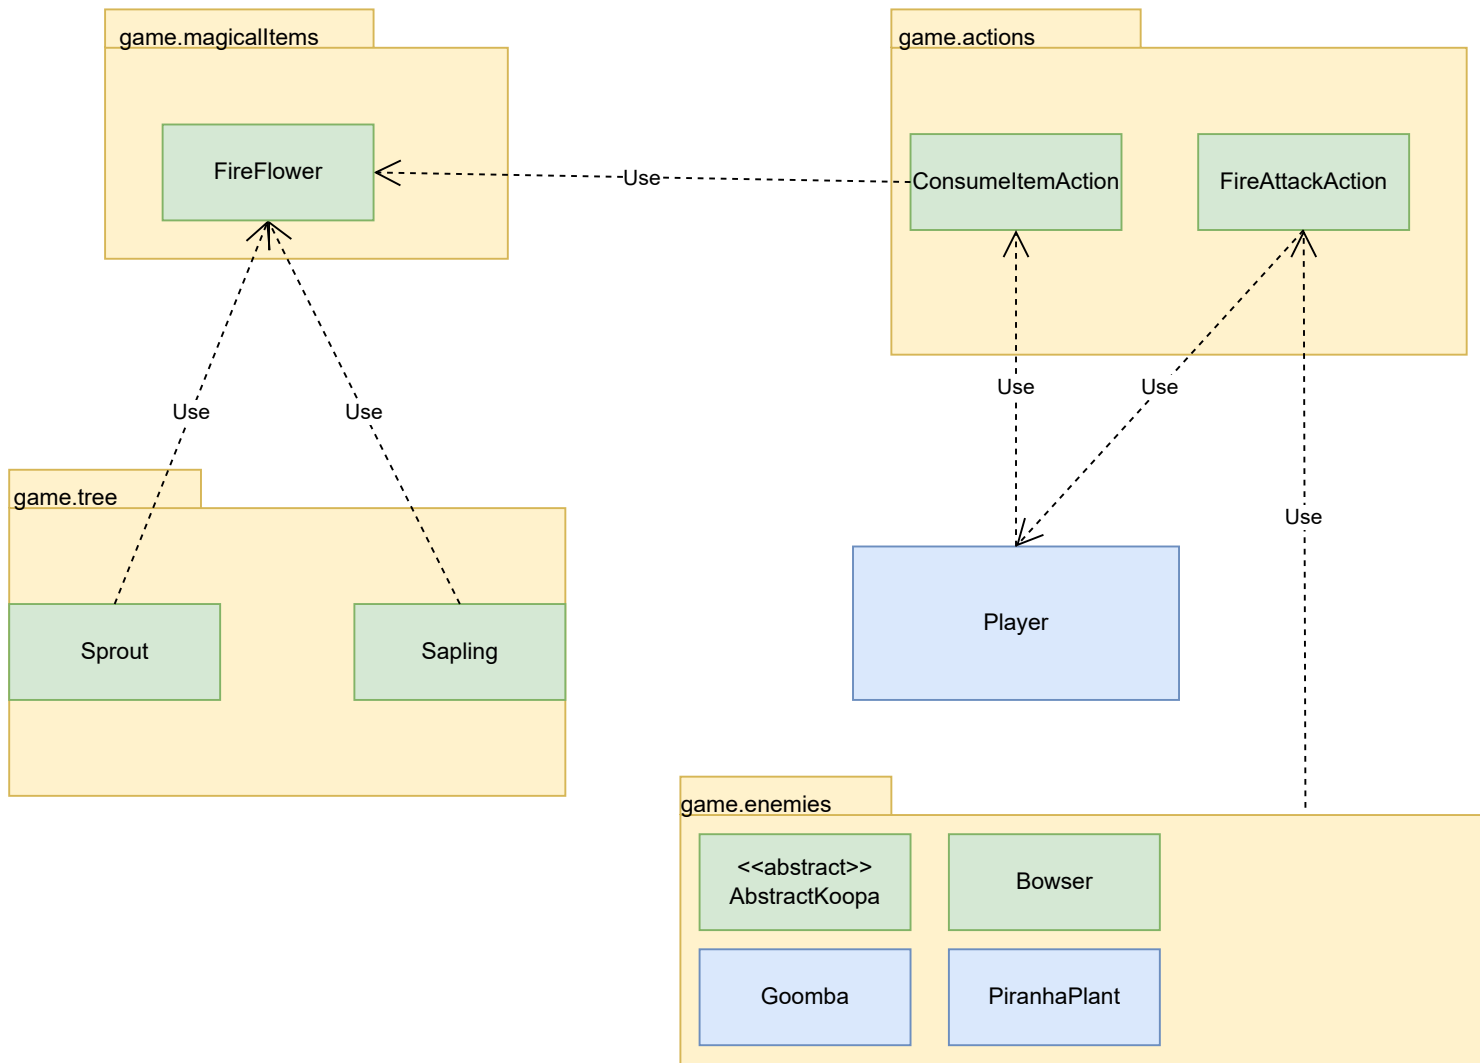 game.magicalItems
game.actions
FireFlower
ConsumeItemAction
FireAttackAction
Use
Use
Use
Use
Use
Use
game.tree
Sprout
Sapling
Player
game.enemies
<<abstract>>
AbstractKoopa
Bowser
Goomba
PiranhaPlant